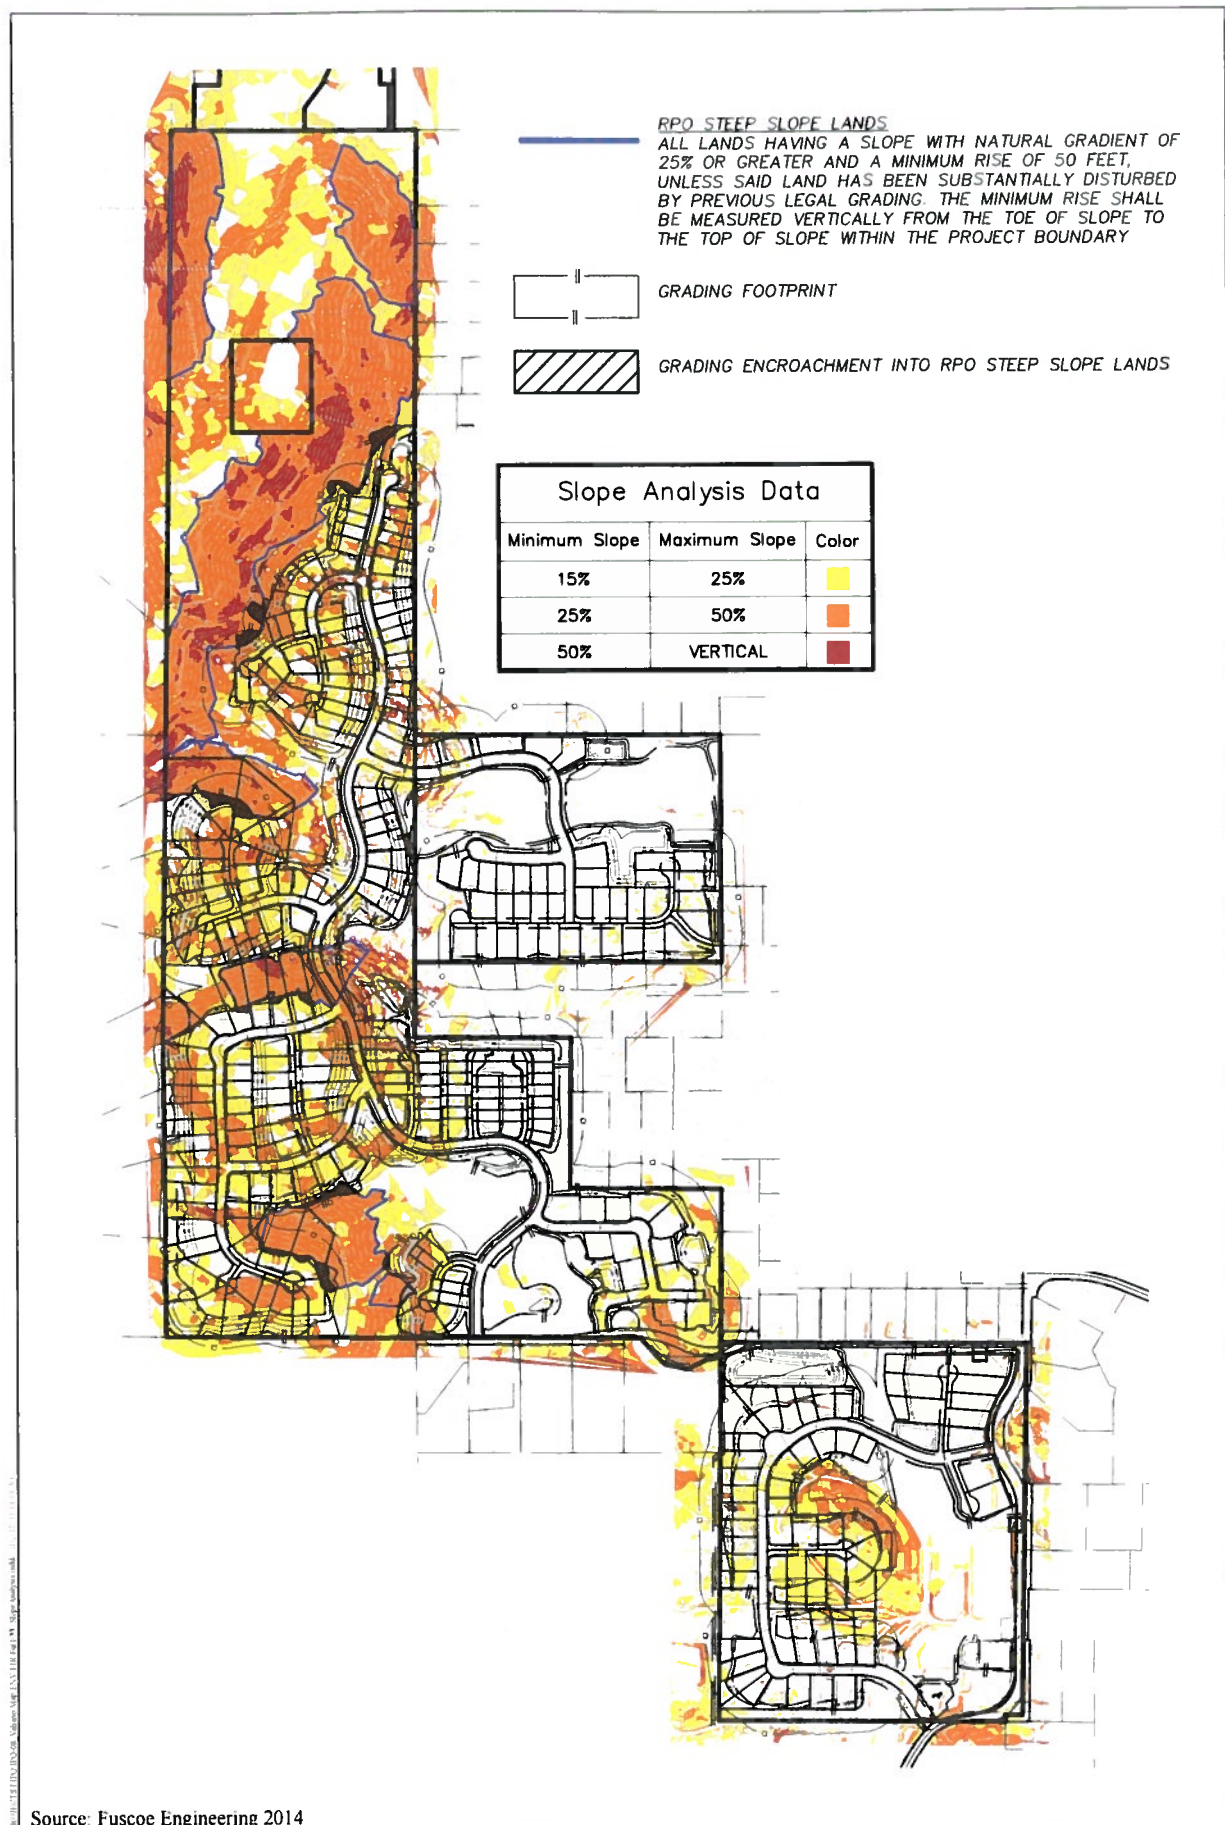 RPO STEEP SLOPE LANDS
ALL LANDS HAVING A SLOPE WITH NATURAL GRADIENT OF
25% OR GREATER AND A MINIMUM RISE OF 50 FEET,
UNLESS SAID LAND HAS BEEN SUBSTANTIALLY DISTURBED
BY PREVIOUS LEGAL GRADING. THE MINIMUM RISE SHALL
BE MEASURED VERTICALLY FROM THE TOE OF SLOPE TO
THE TOP OF SLOPE WITHIN THE PROJECT BOUNDARY
GRADING FOOTPRINT
GRADING ENCROACHMENT INTO RPO STEEP SLOPE LANDS
Slope Analysis Data
Minimum Slope Maximum Slope Color
15% 25%
25% 50%
50% VERTICAL
Source: Fuscoe Engineering 2014